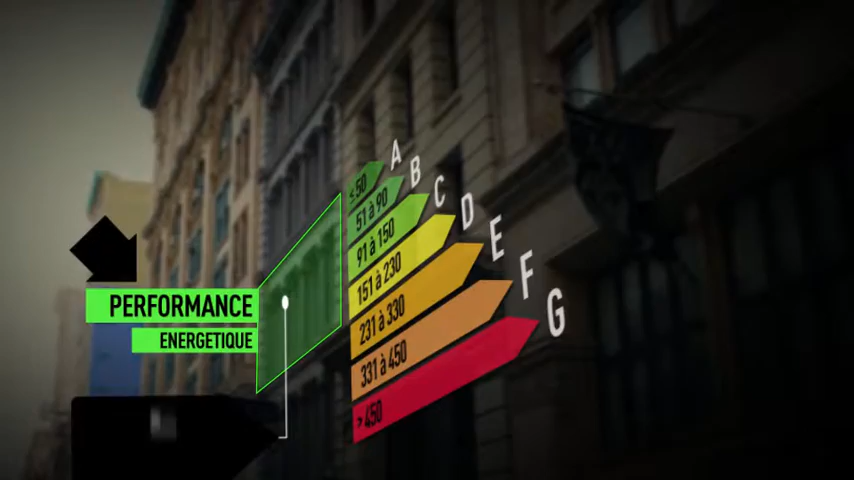 PERFORMANCE
ENERGETIQUE
≤ 50 A
51 à 90 B
91 à 150 C
151 à 230 D
231 à 330 E
331 à 450 F
> 450 G